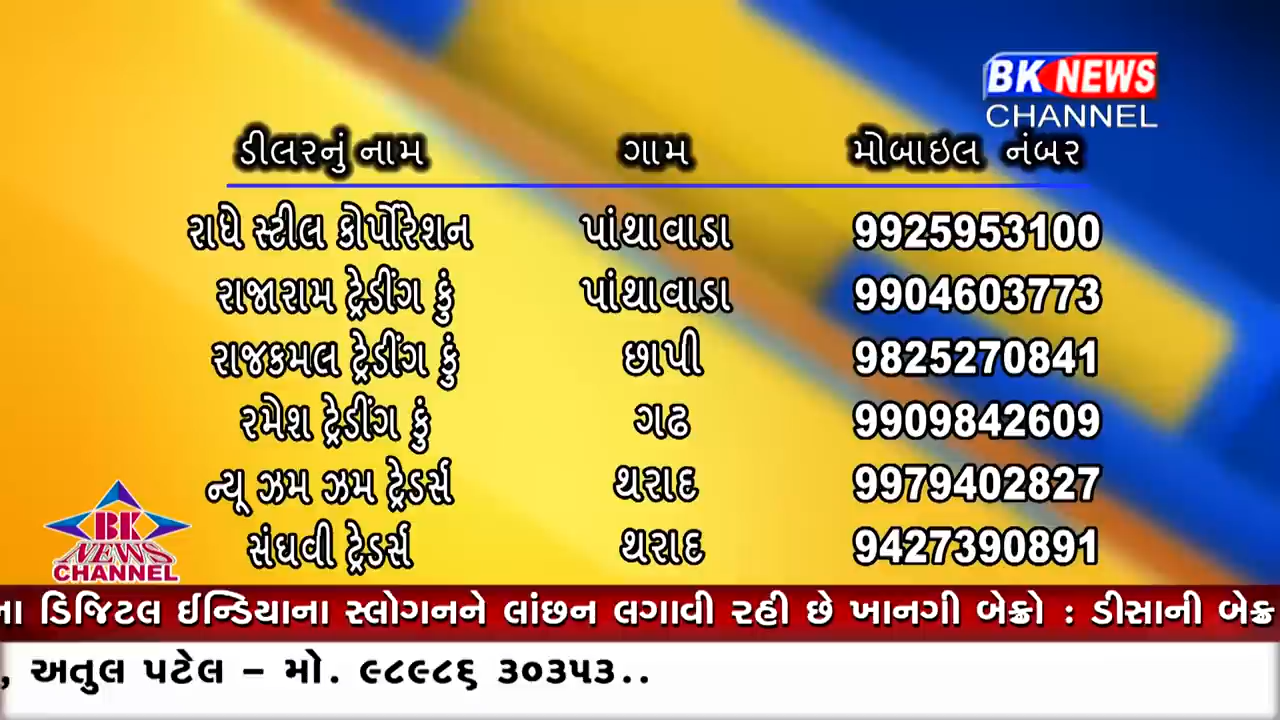 BK NEWS
CHANNEL
ડીલરનું નામ ગામ મોબાઇલ નંબર
રાધે સ્ટીલ કોર્પોરેશન પાંથાવાડા 9925953100
રાજારામ ટ્રેડીંગ કું પાંથાવાડા 9904603773
રાજકમલ ટ્રેડીંગ કું છાપી 9825270841
રમેશ ટ્રેડીંગ કું ગઢ 9909842609
ન્યૂ ઝમ ઝમ ટ્રેડર્સ થરાદ 9979402827
સંઘવી ટ્રેડર્સ થરાદ 9427390891
BK
NEWS
CHANNEL
ડિજિટલ ઈન્ડિયાના સ્લોગનને લાંછન લગાવી રહી છે ખાનગી બેંકો : ડીસાની
, અતુલ પટેલ – મો. ૯૮૯૮૬ ૩૦૩૫૩..